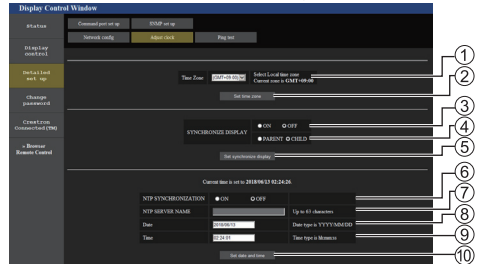 Display Control Window
Status
Command port set up
SNMP set up
Network config
Adjust clock
Ping test
Display control
Detailed set up
Change password
Crestron Connected(TM)
» Browser Remote Control
Time Zone
(GMT+09:00)
Select Local time zone
Current zone is GMT+09:00
Set time zone
SYNCHRONIZE DISPLAY
ON OFF
PARENT CHILD
Set synchronize display
Current time is set to 2018/06/13 02:24:26.
NTP SYNCHRONIZATION
ON OFF
NTP SERVER NAME
Up to 63 characters
Date
2018/06/13
Date type is YYYY/MM/DD
Time
02:24:01
Time type is hh:mm:ss
Set date and time
1
2
3
4
5
6
7
8
9
10